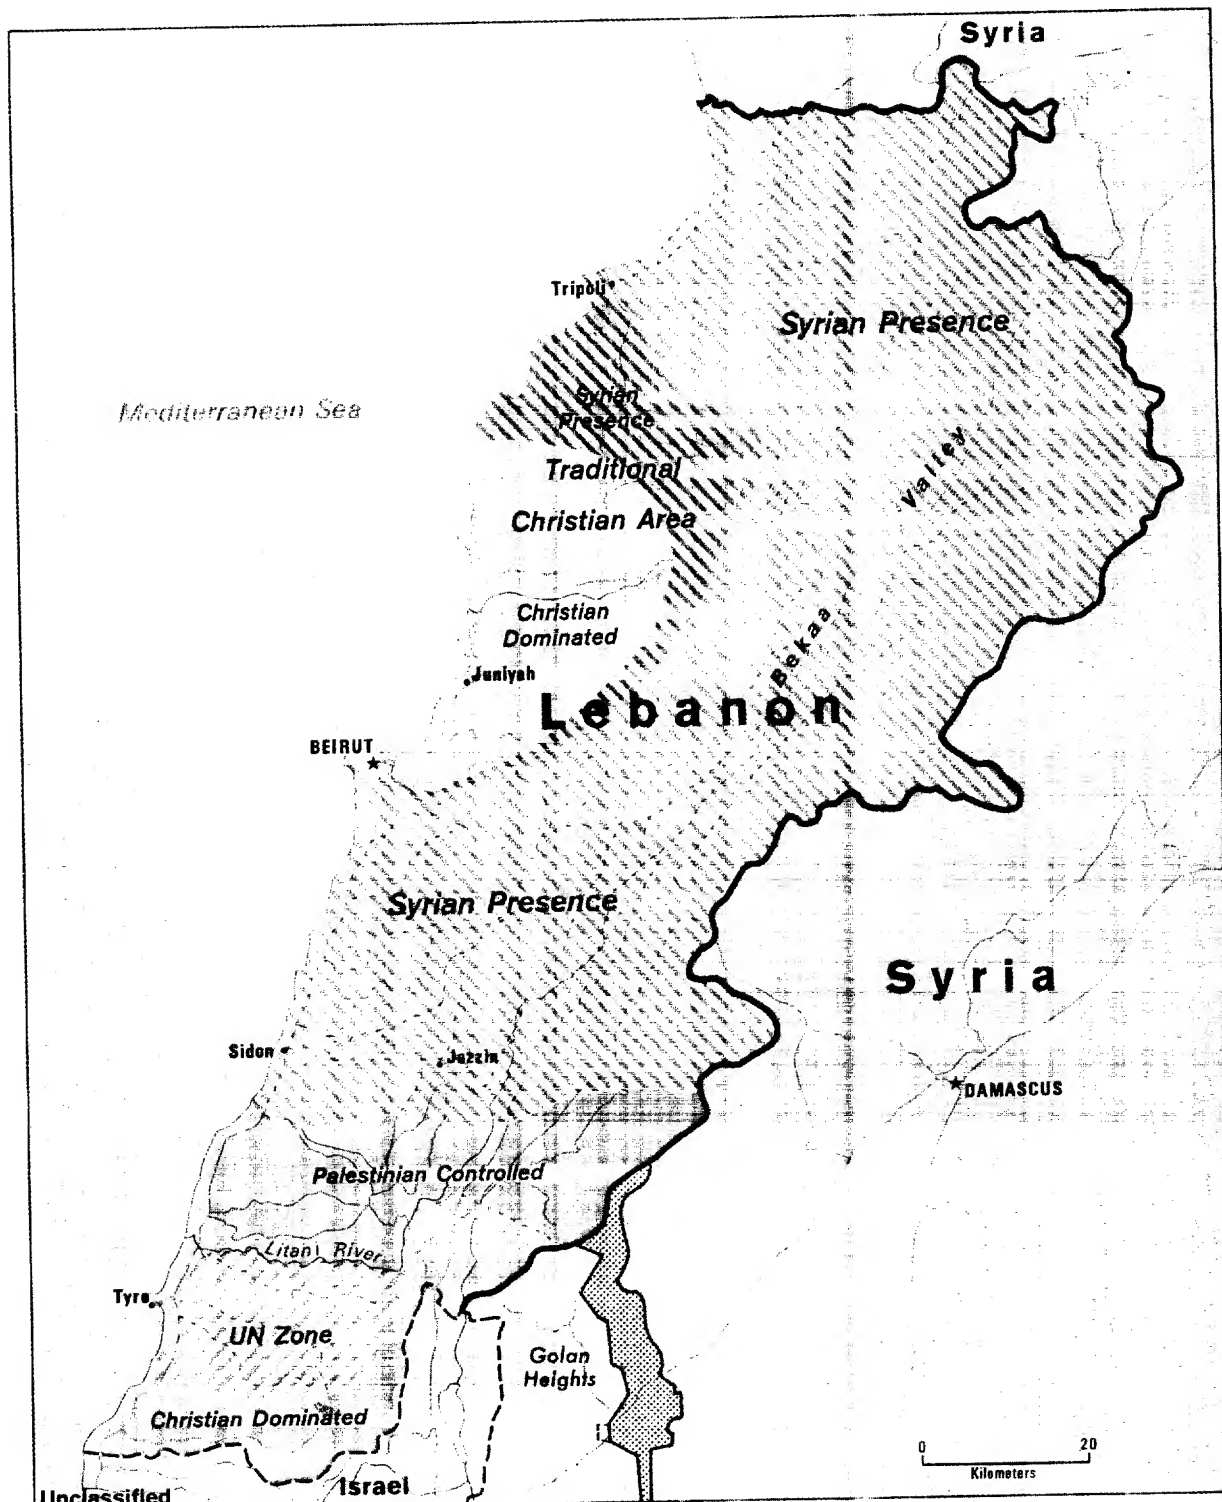 Syria
Tripoli
Syrian Presence
Syrian
Presence
Mediterranean Sea
Traditional
Christian Area
Valley
Christian
Dominated
Bekaa
Juniyah
Lebanon
BEIRUT
Syrian Presence
Syria
Sidon
Jazzin
DAMASCUS
Palestinian Controlled
Litani River
Tyre
UN Zone
Golan
Heights
Christian Dominated
0 20
Kilometers
Israel
Unclassified